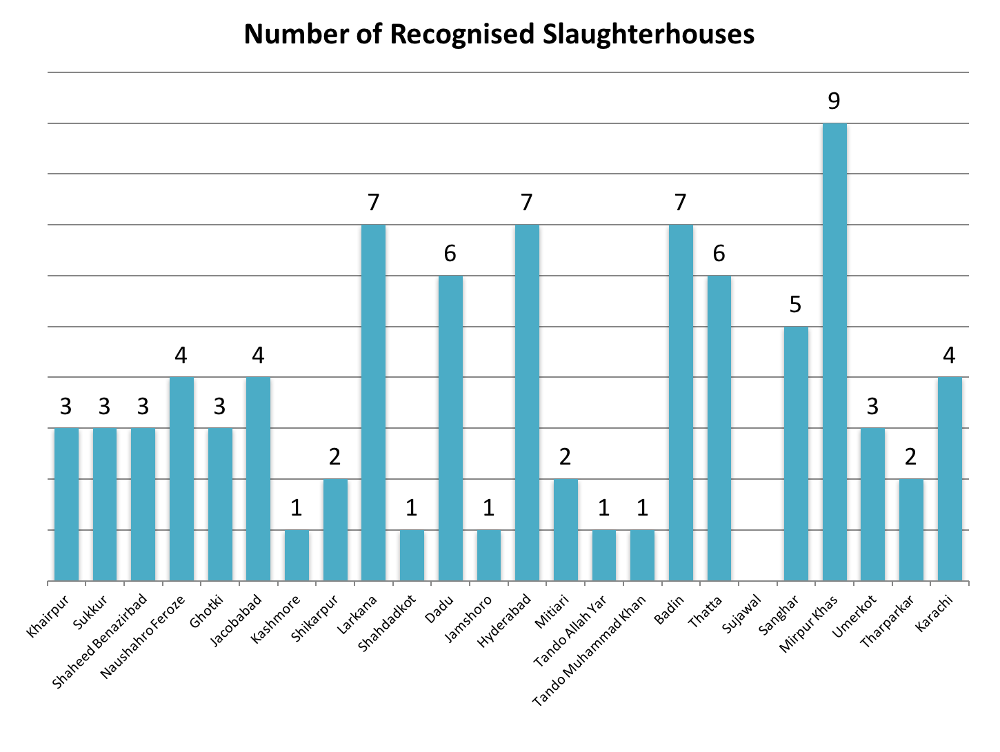 Number of Recognised Slaughterhouses
3
3
3
4
3
4
1
2
7
1
6
1
7
2
1
1
7
6
5
9
3
2
4
Khairpur
Sukkur
Shaheed Benazirbad
Naushahro Feroze
Ghotki
Jacobabad
Kashmore
Shikarpur
Larkana
Shahdadkot
Dadu
Jamshoro
Hyderabad
Mitiari
Tando Allah Yar
Tando Muhammad Khan
Badin
Thatta
Sujawal
Sanghar
Mirpur Khas
Umerkot
Tharparkar
Karachi